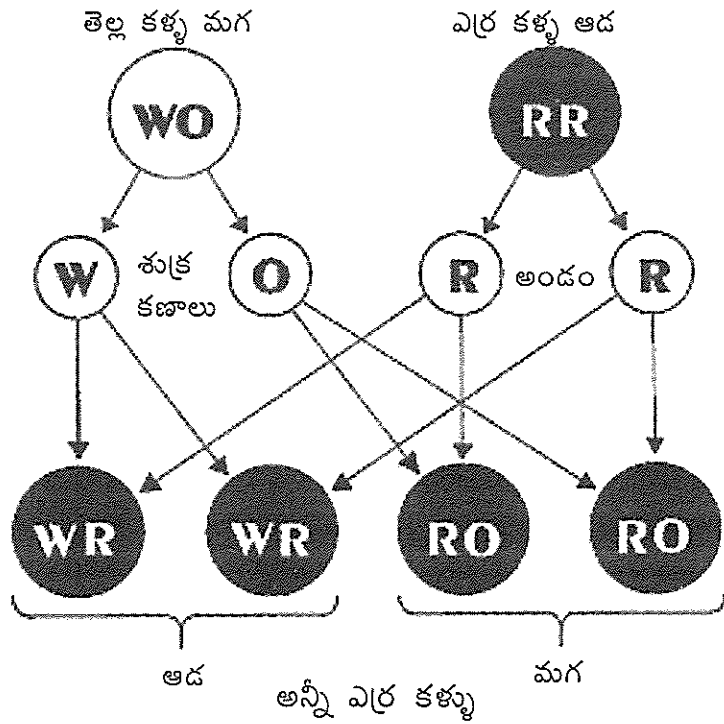 తెల్ల కళ్ళ మగ ఎర్ర కళ్ళ ఆడ
WO RR
W శుక్ర కణాలు O R అండం R
WR WR RO RO
ఆడ మగ
అన్నీ ఎర్ర కళ్ళు